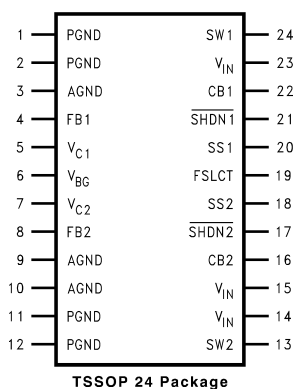 1 PGND SW1 24
2 PGND VIN 23
3 AGND CB1 22
4 FB1 SHDN1 21
5 VC1 SS1 20
6 VBG FSLCT 19
7 VC2 SS2 18
8 FB2 SHDN2 17
9 AGND CB2 16
10 AGND VIN 15
11 PGND VIN 14
12 PGND SW2 13
TSSOP 24 Package